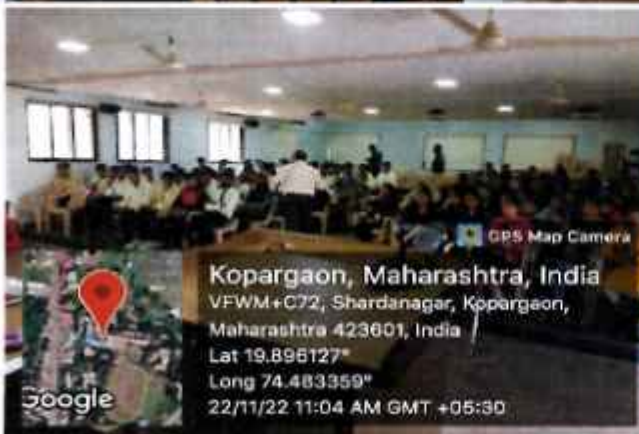 GPS Map Camera
Kopargaon, Maharashtra, India
VFWM+C72, Shardanagar, Kopargaon,
Maharashtra 423601, India
Lat 19.896127°
Long 74.483359°
22/11/22 11:04 AM GMT +05:30
Google